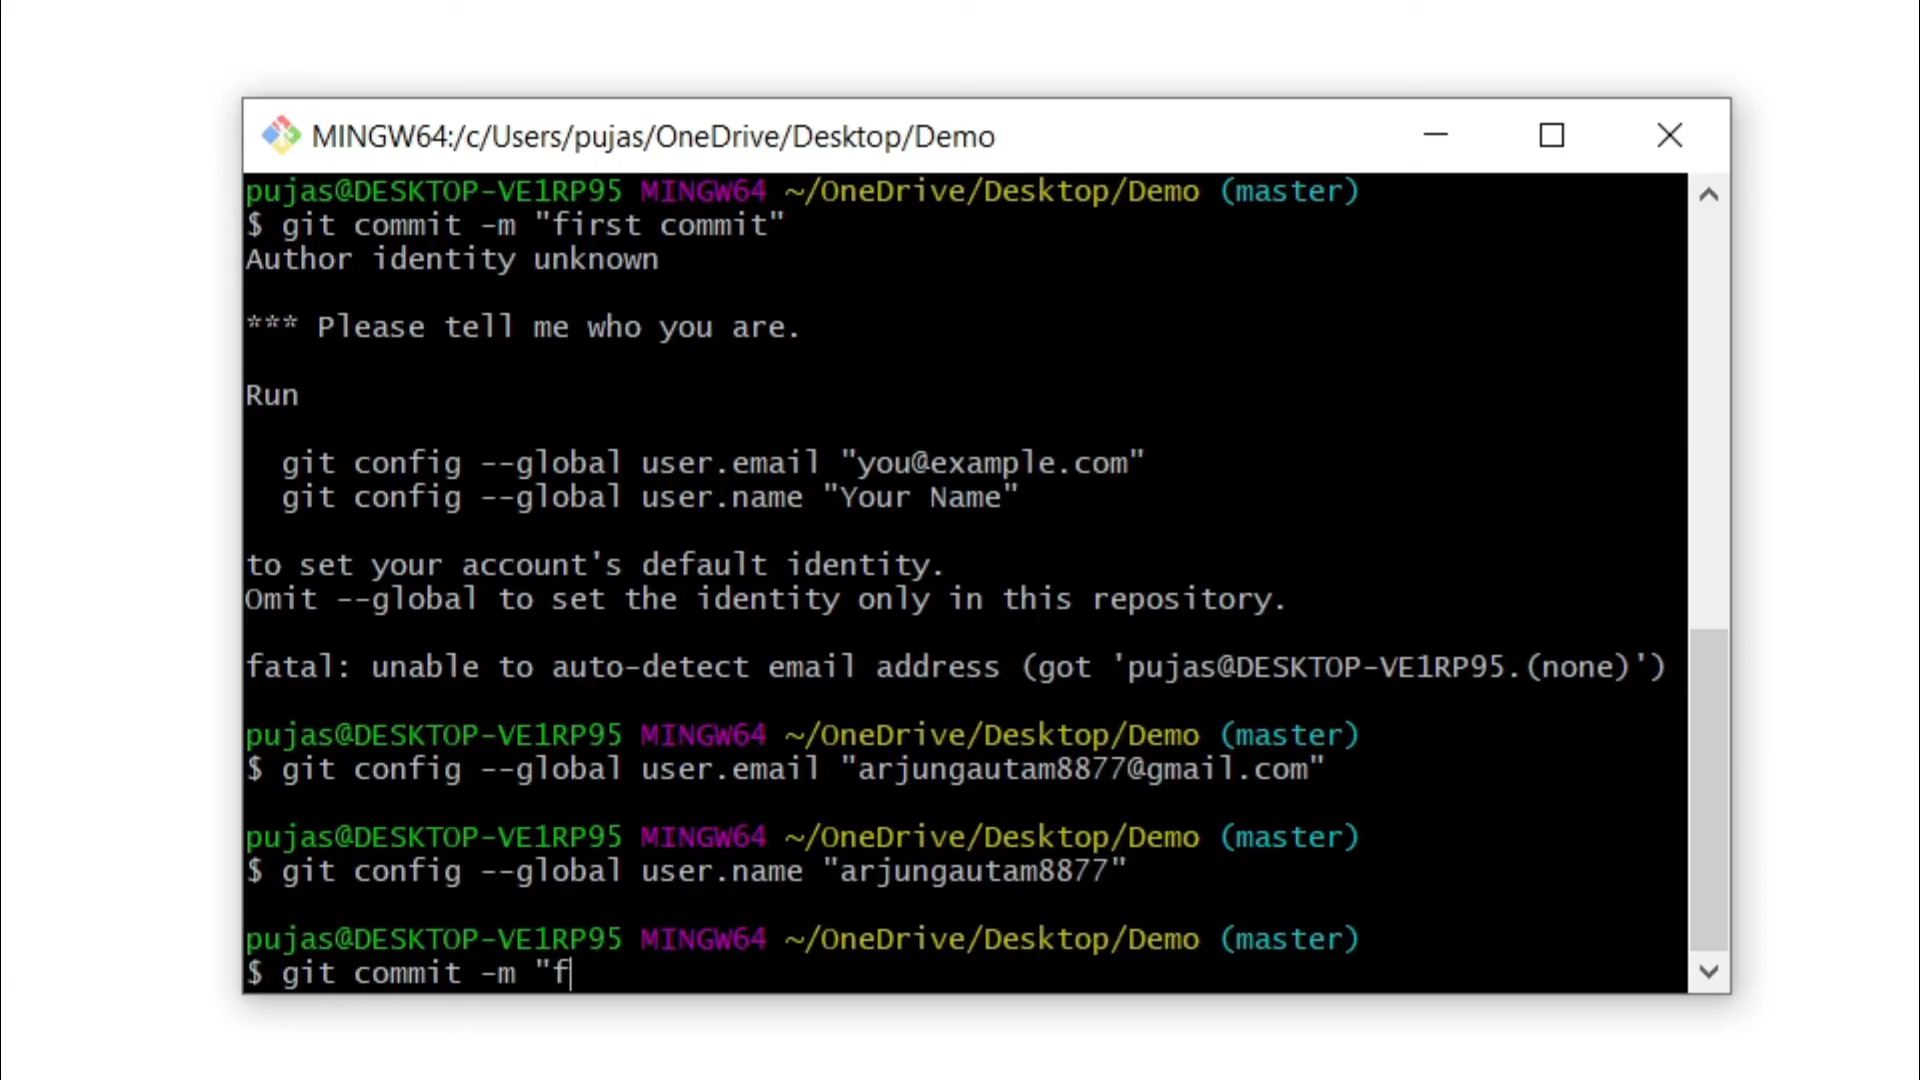 MINGW64:/c/Users/pujas/OneDrive/Desktop/Demo
pujas@DESKTOP-VE1RP95 MINGW64 ~/OneDrive/Desktop/Demo (master)
$ git commit -m "first commit"
Author identity unknown
*** Please tell me who you are.
Run
git config --global user.email "you@example.com"
git config --global user.name "Your Name"
to set your account's default identity.
Omit --global to set the identity only in this repository.
fatal: unable to auto-detect email address (got 'pujas@DESKTOP-VE1RP95.(none)')
pujas@DESKTOP-VE1RP95 MINGW64 ~/OneDrive/Desktop/Demo (master)
$ git config --global user.email "arjungautam8877@gmail.com"
pujas@DESKTOP-VE1RP95 MINGW64 ~/OneDrive/Desktop/Demo (master)
$ git config --global user.name "arjungautam8877"
pujas@DESKTOP-VE1RP95 MINGW64 ~/OneDrive/Desktop/Demo (master)
$ git commit -m "f